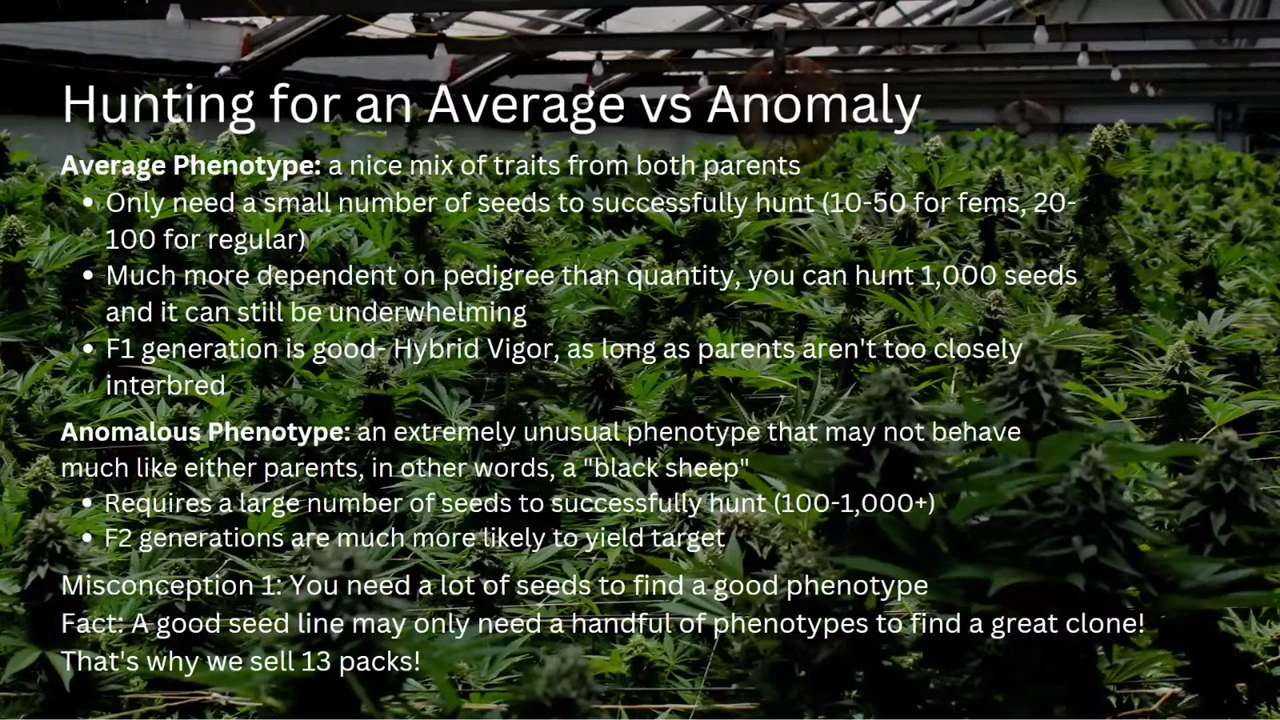 Hunting for an Average vs Anomaly
Average Phenotype: a nice mix of traits from both parents
• Only need a small number of seeds to successfully hunt (10-50 for fems, 20-
100 for regular)
• Much more dependent on pedigree than quantity, you can hunt 1,000 seeds
and it can still be underwhelming
• F1 generation is good- Hybrid Vigor, as long as parents aren't too closely
interbred
Anomalous Phenotype: an extremely unusual phenotype that may not behave
much like either parents, in other words, a "black sheep"
• Requires a large number of seeds to successfully hunt (100-1,000+)
• F2 generations are much more likely to yield target
Misconception 1: You need a lot of seeds to find a good phenotype
Fact: A good seed line may only need a handful of phenotypes to find a great clone!
That's why we sell 13 packs!